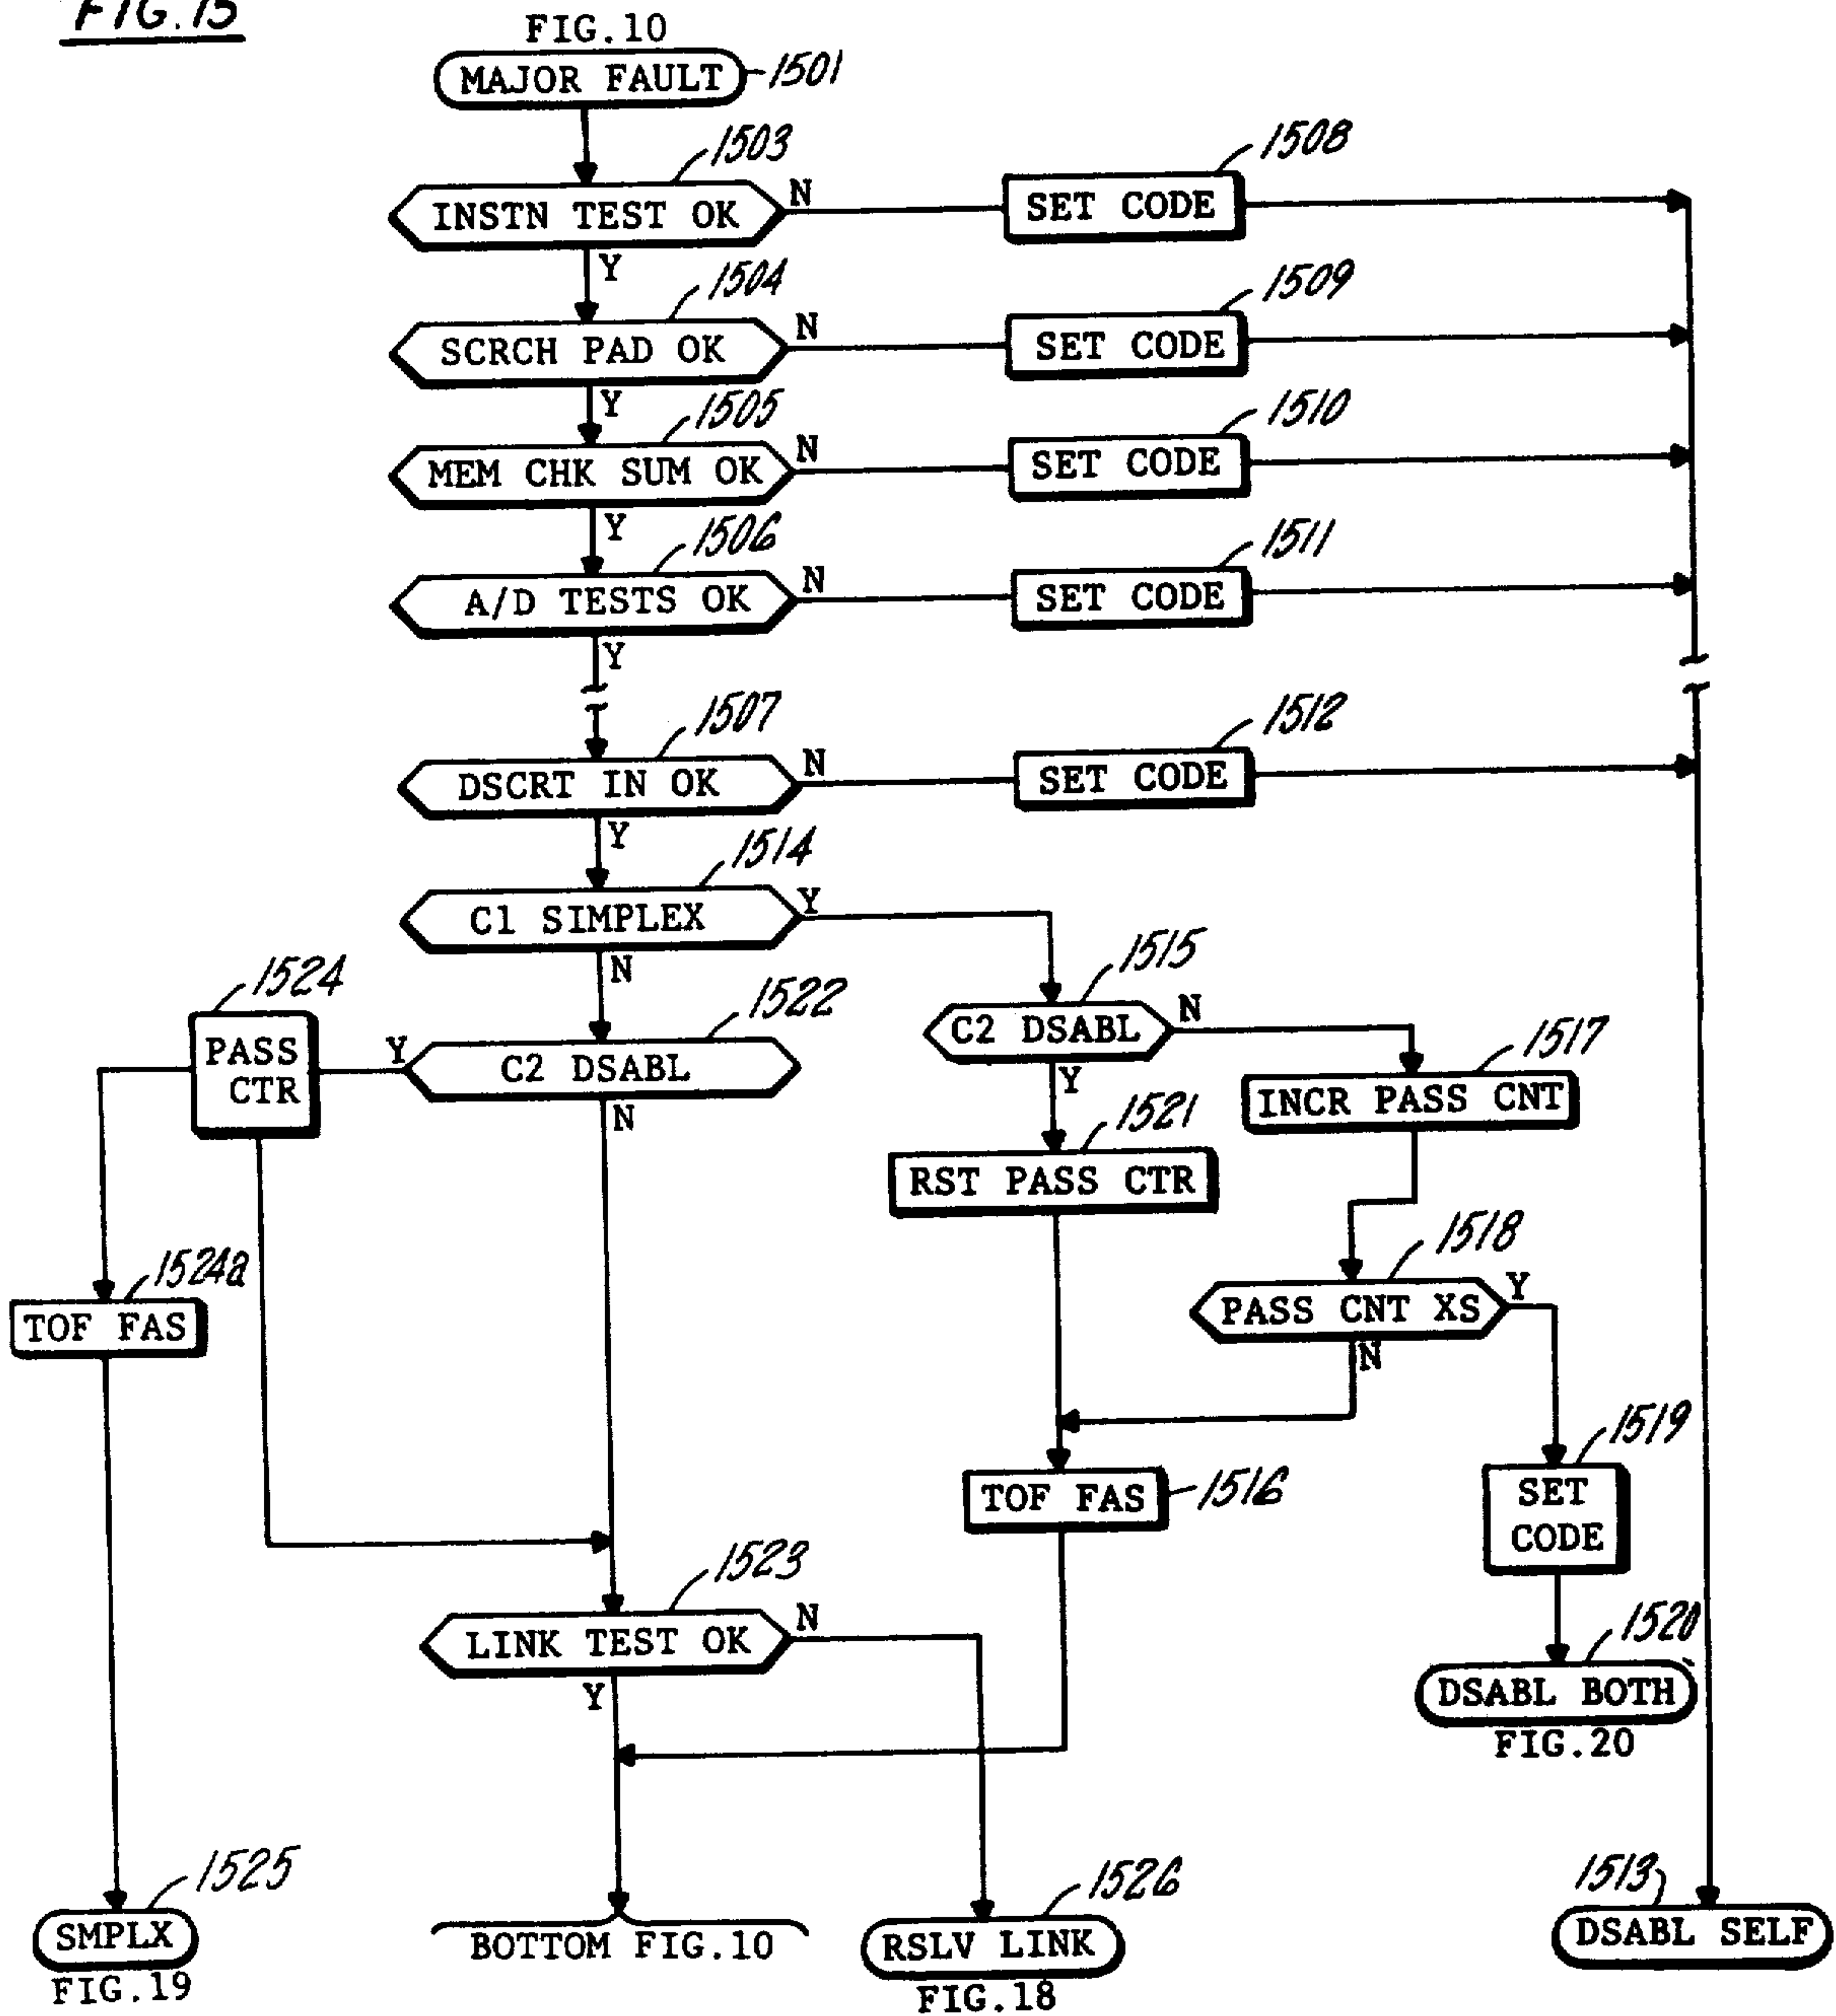 FIG. 15
FIG.10
MAJOR FAULT
1501
1503
INSTN TEST OK
N
SET CODE
1508
Y
1504
SCRCH PAD OK
N
SET CODE
1509
Y
1505
MEM CHK SUM OK
N
SET CODE
1510
Y
1506
A/D TESTS OK
N
SET CODE
1511
Y
1507
DSCRT IN OK
N
SET CODE
1512
Y
1514
C1 SIMPLEX
Y
N
1515
C2 DSABL
N
Y
1517
INCR PASS CNT
1524
PASS
CTR
Y
1522
C2 DSABL
N
1521
RST PASS CTR
1518
PASS CNT XS
Y
N
1524a
TOF FAS
TOF FAS
1516
1519
SET
CODE
1523
LINK TEST OK
N
Y
1520
DSABL BOTH
FIG.20
1525
SMPLX
FIG.19
BOTTOM FIG.10
1526
RSLV LINK
FIG.18
1513
DSABL SELF